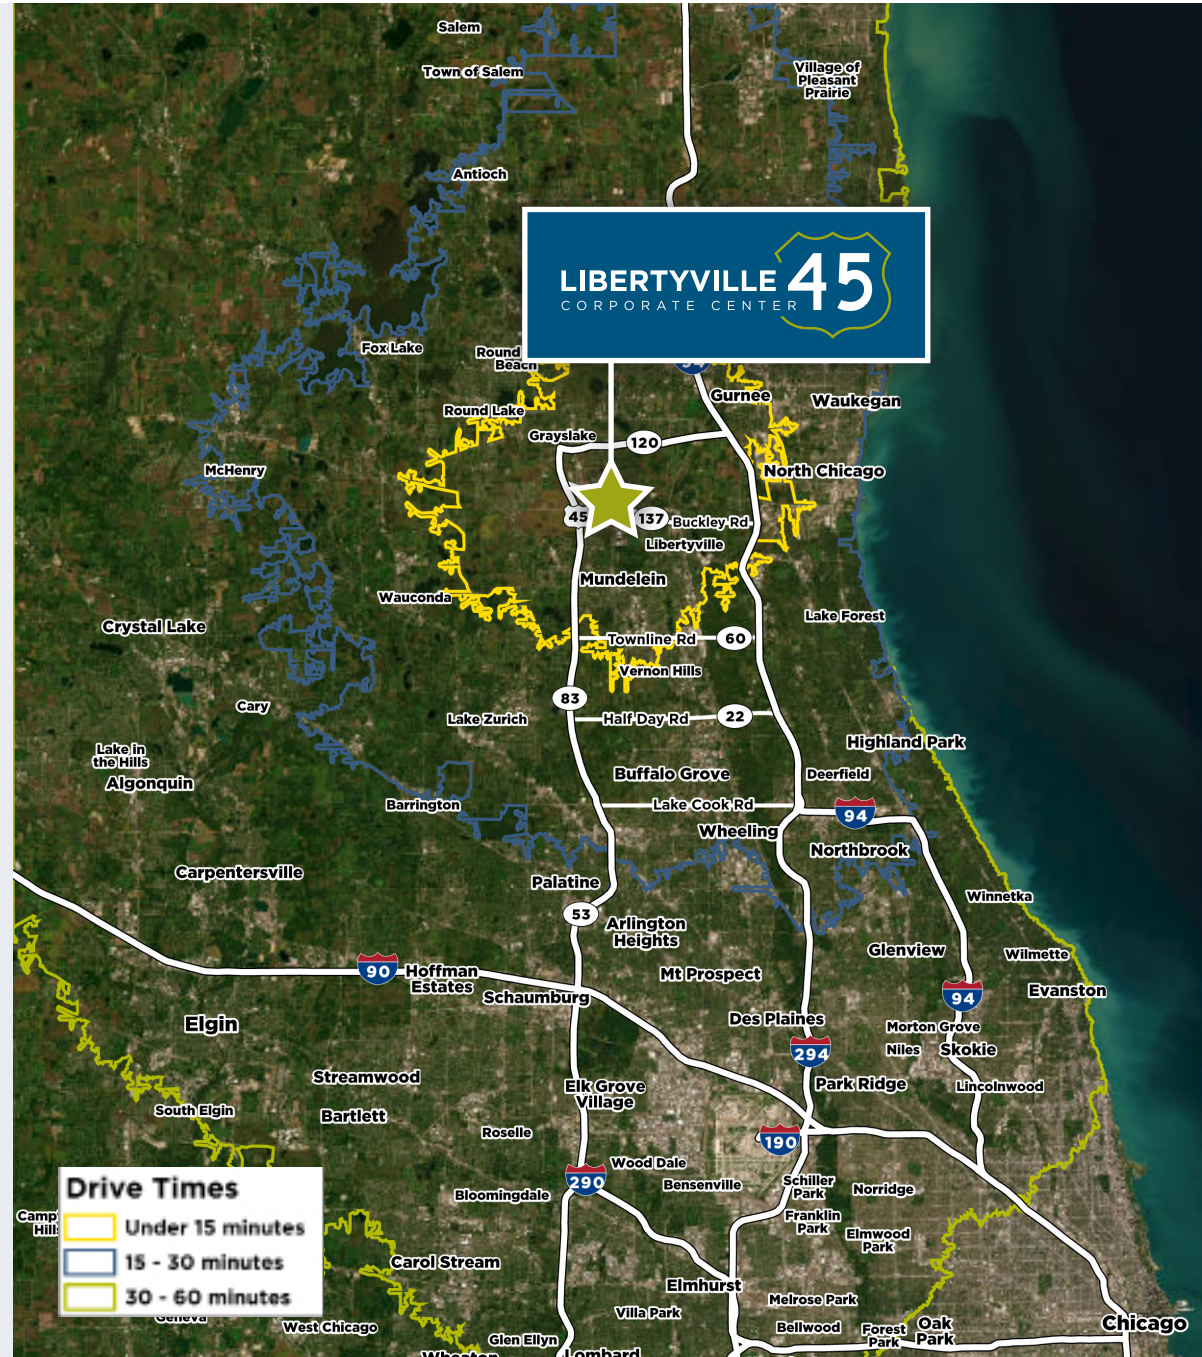 Salem
Town of Salem
Village of
Pleasant
Prairie
Antioch
LIBERTYVILLE 45
CORPORATE CENTER
Fox Lake
Round
Beach
Gurnee
Waukegan
Round Lake
Grayslake
120
McHenry
North Chicago
45
137
Buckley Rd
Libertyville
Mundelein
Wauconda
Lake Forest
Crystal Lake
Townline Rd
60
Vernon Hills
83
Cary
Lake Zurich
Half Day Rd
22
Highland Park
Lake in
the Hills
Algonquin
Buffalo Grove
Deerfield
Barrington
Lake Cook Rd
94
Wheeling
Northbrook
Carpentersville
Palatine
Winnetka
53
Arlington
Heights
Glenview
Wilmette
90
Hoffman
Estates
Mt Prospect
Schaumburg
94
Evanston
Elgin
Des Plaines
Morton Grove
Niles
Skokie
294
Streamwood
Elk Grove
Village
Park Ridge
Lincolnwood
South Elgin
Bartlett
Roselle
190
Wood Dale
290
Bensenville
Schiller
Park
Norridge
Bloomingdale
Franklin
Park
Elmwood
Park
Drive Times
Under 15 minutes
15 - 30 minutes
30 - 60 minutes
Carol Stream
Elmhurst
Melrose Park
Villa Park
Geneva
West Chicago
Bellwood
Forest
Park
Oak
Park
Chicago
Glen Ellyn
Wheaton
Lombard